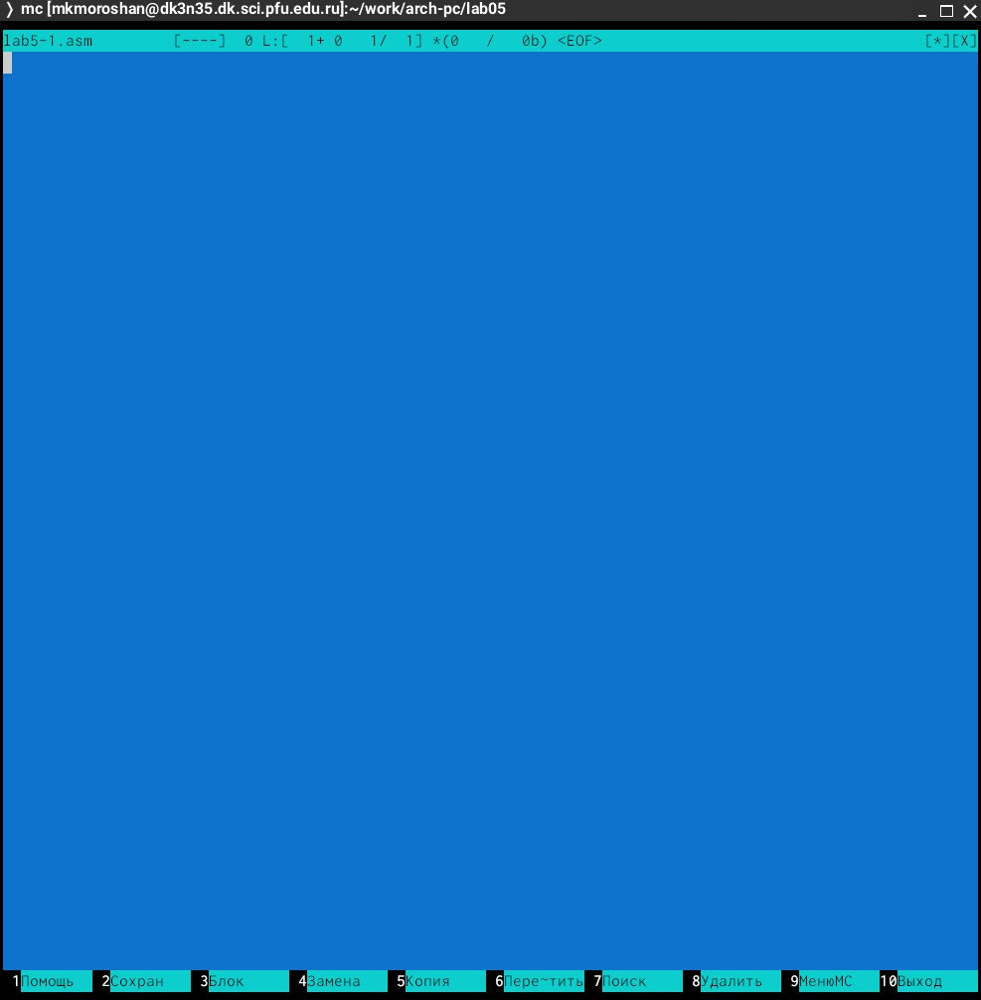 mc [mkmoroshan@dk3n35.dk.sci.pfu.edu.ru]:~/work/arch-pc/lab05
lab5-1.asm [----] 0 L:[ 1+ 0 1/ 1] *(0 / 0b) <EOF> [*][X]
1Помощь 2Сохран 3Блок 4Замена 5Копия 6Пере~тить 7Поиск 8Удалить 9МенюМС 10Выход